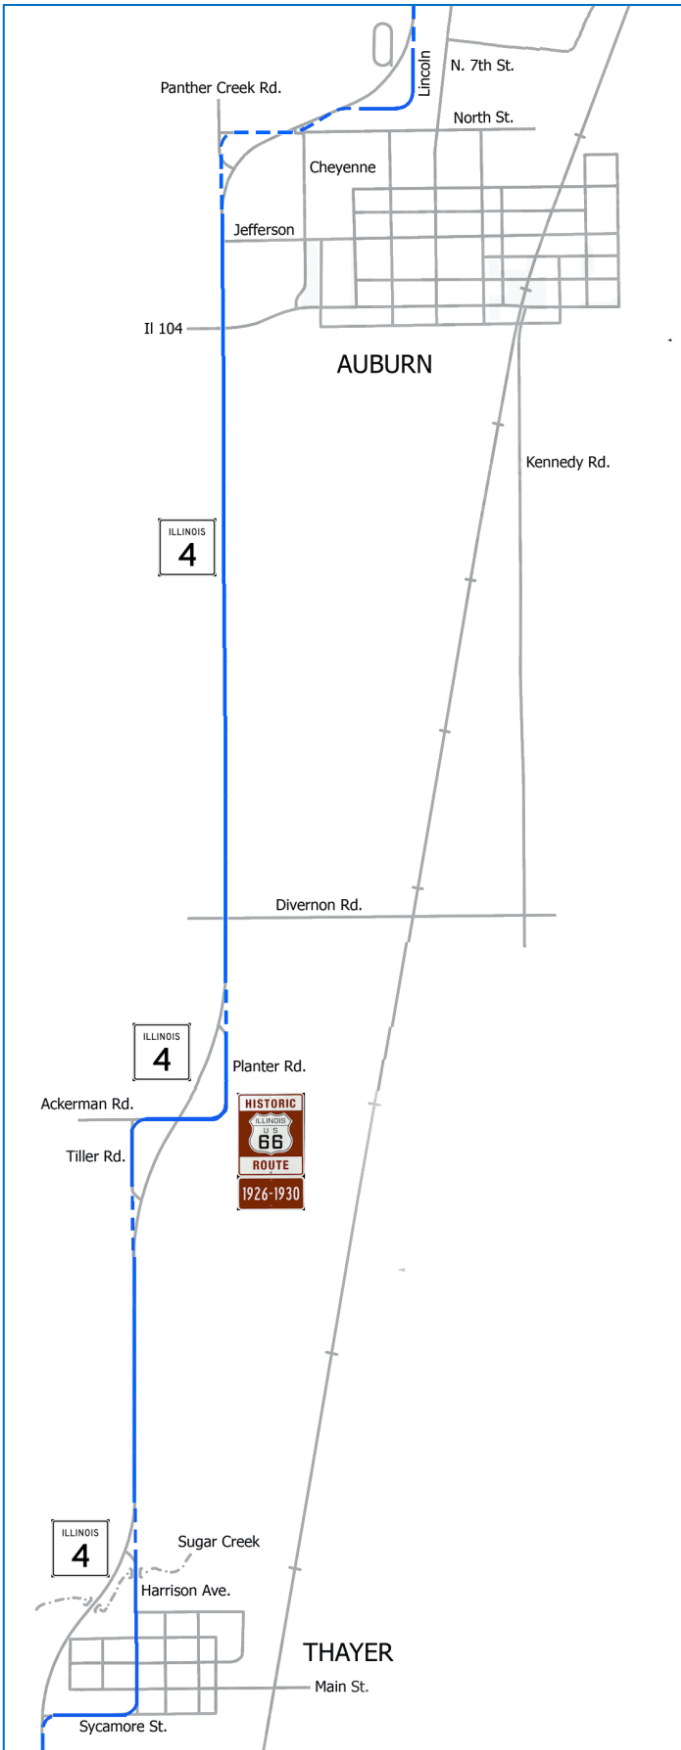 Lincoln
N. 7th St.
Panther Creek Rd.
North St.
Cheyenne
Jefferson
Il 104
AUBURN
Kennedy Rd.
ILLINOIS
4
Divernon Rd.
ILLINOIS
4
Planter Rd.
Ackerman Rd.
HISTORIC
ILLINOIS
U S
66
ROUTE
1926-1930
Tiller Rd.
ILLINOIS
4
Sugar Creek
Harrison Ave.
THAYER
Main St.
Sycamore St.